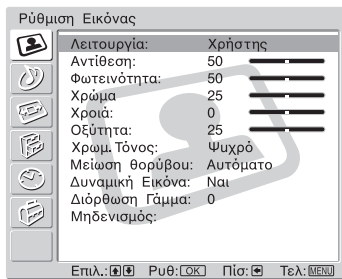 Ρύθμιση Εικόνας
Λειτουργία: Χρήστης
Αντίθεση: 50
Φωτεινότητα: 50
Χρώμα 25
Χροιά: 0
Οξύτητα: 25
Χρωμ. Τόνος: Ψυχρό
Μείωση θορύβου: Αυτόματο
Δυναμική Εικόνα: Ναι
Διόρθωση Γάμμα: 0
Μηδενισμός:
Επιλ.: Ρυθ: OK Πίσ: Τελ: MENU